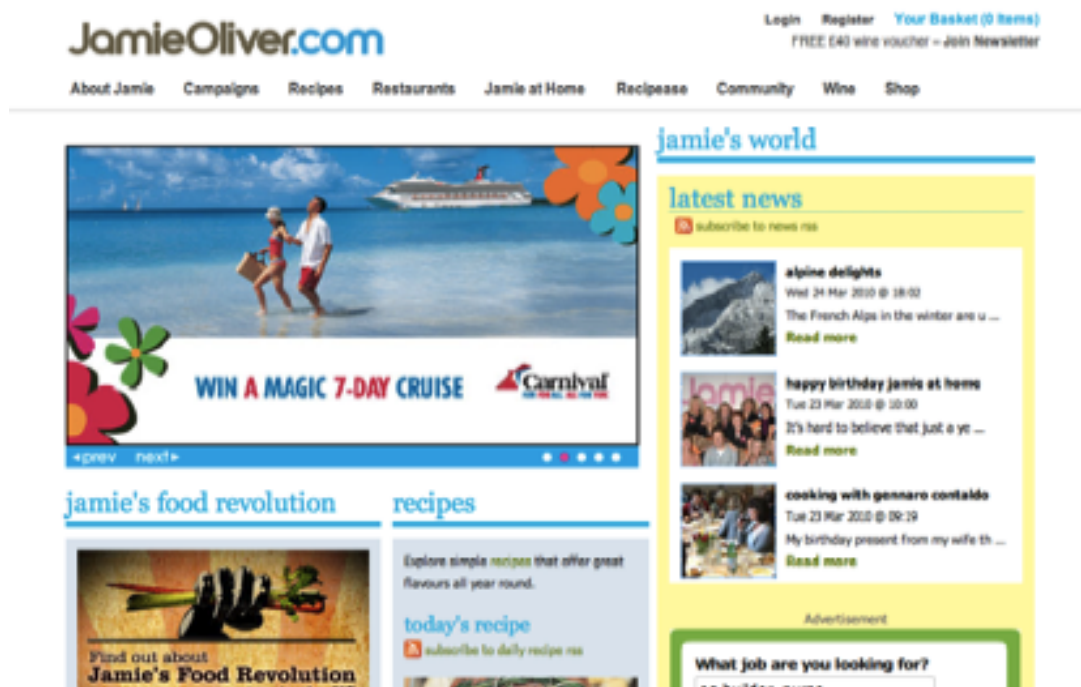 JamieOliver.com
Login Register Your Basket (0 Items)
FREE £40 wine voucher – Join Newsletter
About Jamie Campaigns Recipes Restaurants Jamie at Home Recipease Community Wine Shop
WIN A MAGIC 7-DAY CRUISE
Carnival
prev next
jamie's food revolution
Find out about
Jamie's Food Revolution
recipes
Explore simple recipes that offer great
flavours all year round.
today's recipe
subscribe to daily recipe rss
jamie's world
latest news
subscribe to news rss
alpine delights
Wed 24 Mar 2010 @ 18:02
The French Alps in the winter are u ...
Read more
happy birthday jamie at home
Tue 23 Mar 2010 @ 10:00
It's hard to believe that just a ye ...
Read more
cooking with gennaro contaldo
Tue 23 Mar 2010 @ 09:19
My birthday present from my wife th ...
Read more
Advertisement
What job are you looking for?